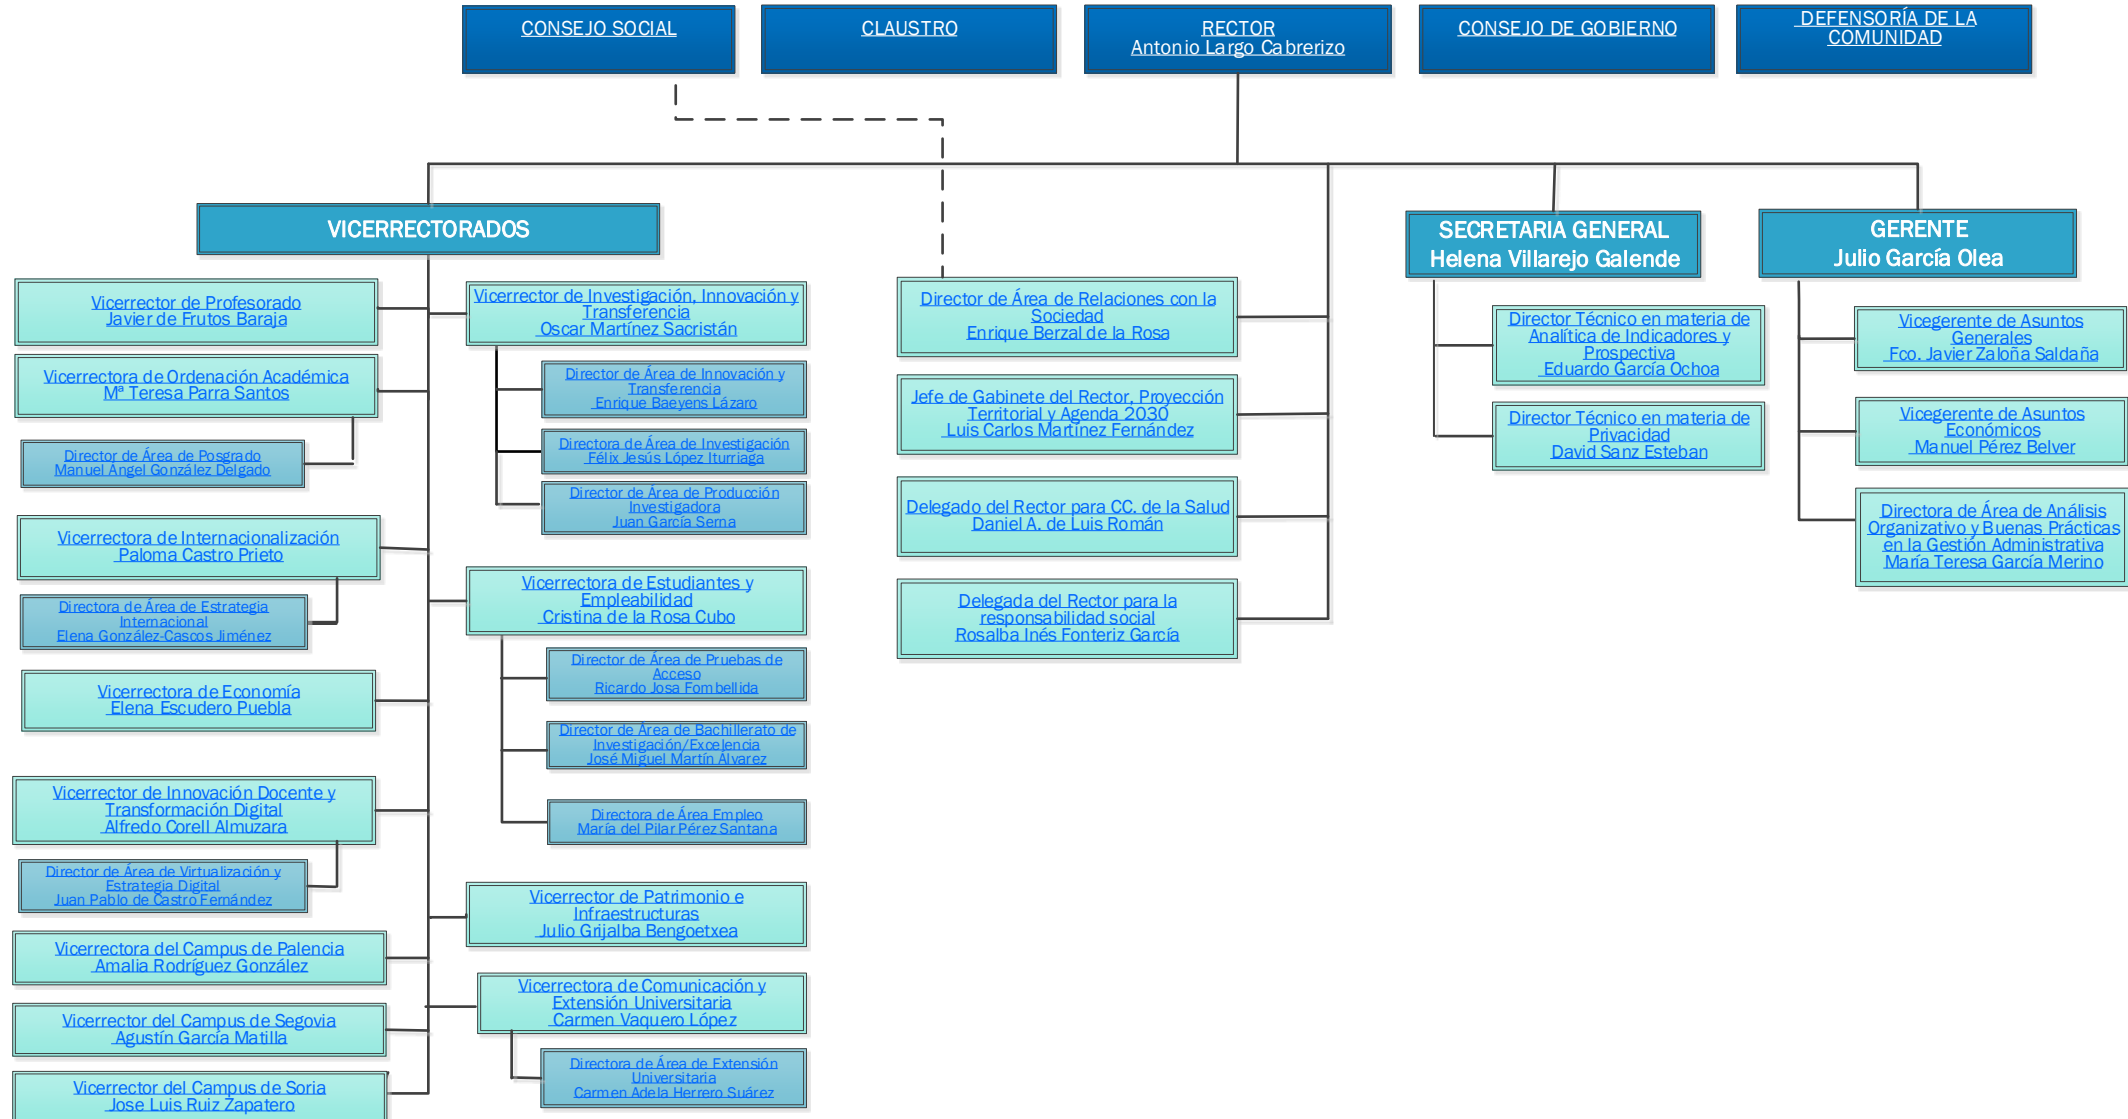 CONSEJO SOCIAL
CLAUSTRO
RECTOR
Antonio Largo Cabrerizo
CONSEJO DE GOBIERNO
DEFENSORÍA DE LA
COMUNIDAD
VICERRECTORADOS
SECRETARIA GENERAL
Helena Villarejo Galende
GERENTE
Julio García Olea
Vicerrector de Profesorado
Javier de Frutos Baraja
Vicerrectora de Ordenación Académica
Mª Teresa Parra Santos
Director de Área de Posgrado
Manuel Ángel González Delgado
Vicerrectora de Internacionalización
Paloma Castro Prieto
Directora de Área de Estrategia
Internacional
Elena González-Cascos Jiménez
Vicerrectora de Economía
Elena Escudero Puebla
Vicerrector de Innovación Docente y
Transformación Digital
Alfredo Corell Almuzara
Director de Área de Virtualización y
Estrategia Digital
Juan Pablo de Castro Fernández
Vicerrectora del Campus de Palencia
Amalia Rodríguez González
Vicerrector del Campus de Segovia
Agustín García Matilla
Vicerrector del Campus de Soria
Jose Luis Ruiz Zapatero
Vicerrector de Investigación, Innovación y
Transferencia
Oscar Martínez Sacristán
Director de Área de Innovación y
Transferencia
Enrique Baeyens Lázaro
Directora de Área de Investigación
Félix Jesús López Iturriaga
Director de Área de Producción
Investigadora
Juan García Serna
Vicerrectora de Estudiantes y
Empleabilidad
Cristina de la Rosa Cubo
Director de Área de Pruebas de
Acceso
Ricardo Josa Fombellida
Director de Área de Bachillerato de
Investigación/Excelencia
José Miguel Martín Álvarez
Directora de Área Empleo
María del Pilar Pérez Santana
Vicerrector de Patrimonio e
Infraestructuras
Julio Grijalba Bengoetxea
Vicerrectora de Comunicación y
Extensión Universitaria
Carmen Vaquero López
Directora de Área de Extensión
Universitaria
Carmen Adela Herrero Suárez
Director de Área de Relaciones con la
Sociedad
Enrique Berzal de la Rosa
Jefe de Gabinete del Rector, Proyección
Territorial y Agenda 2030
Luis Carlos Martínez Fernández
Delegado del Rector para CC. de la Salud
Daniel A. de Luis Román
Delegada del Rector para la
responsabilidad social
Rosalba Inés Fonteriz García
Director Técnico en materia de
Analítica de Indicadores y
Prospectiva
Eduardo García Ochoa
Director Técnico en materia de
Privacidad
David Sanz Esteban
Vicegerente de Asuntos
Generales
Fco. Javier Zaloña Saldaña
Vicegerente de Asuntos
Económicos
Manuel Pérez Belver
Directora de Área de Análisis
Organizativo y Buenas Prácticas
en la Gestión Administrativa
María Teresa García Merino